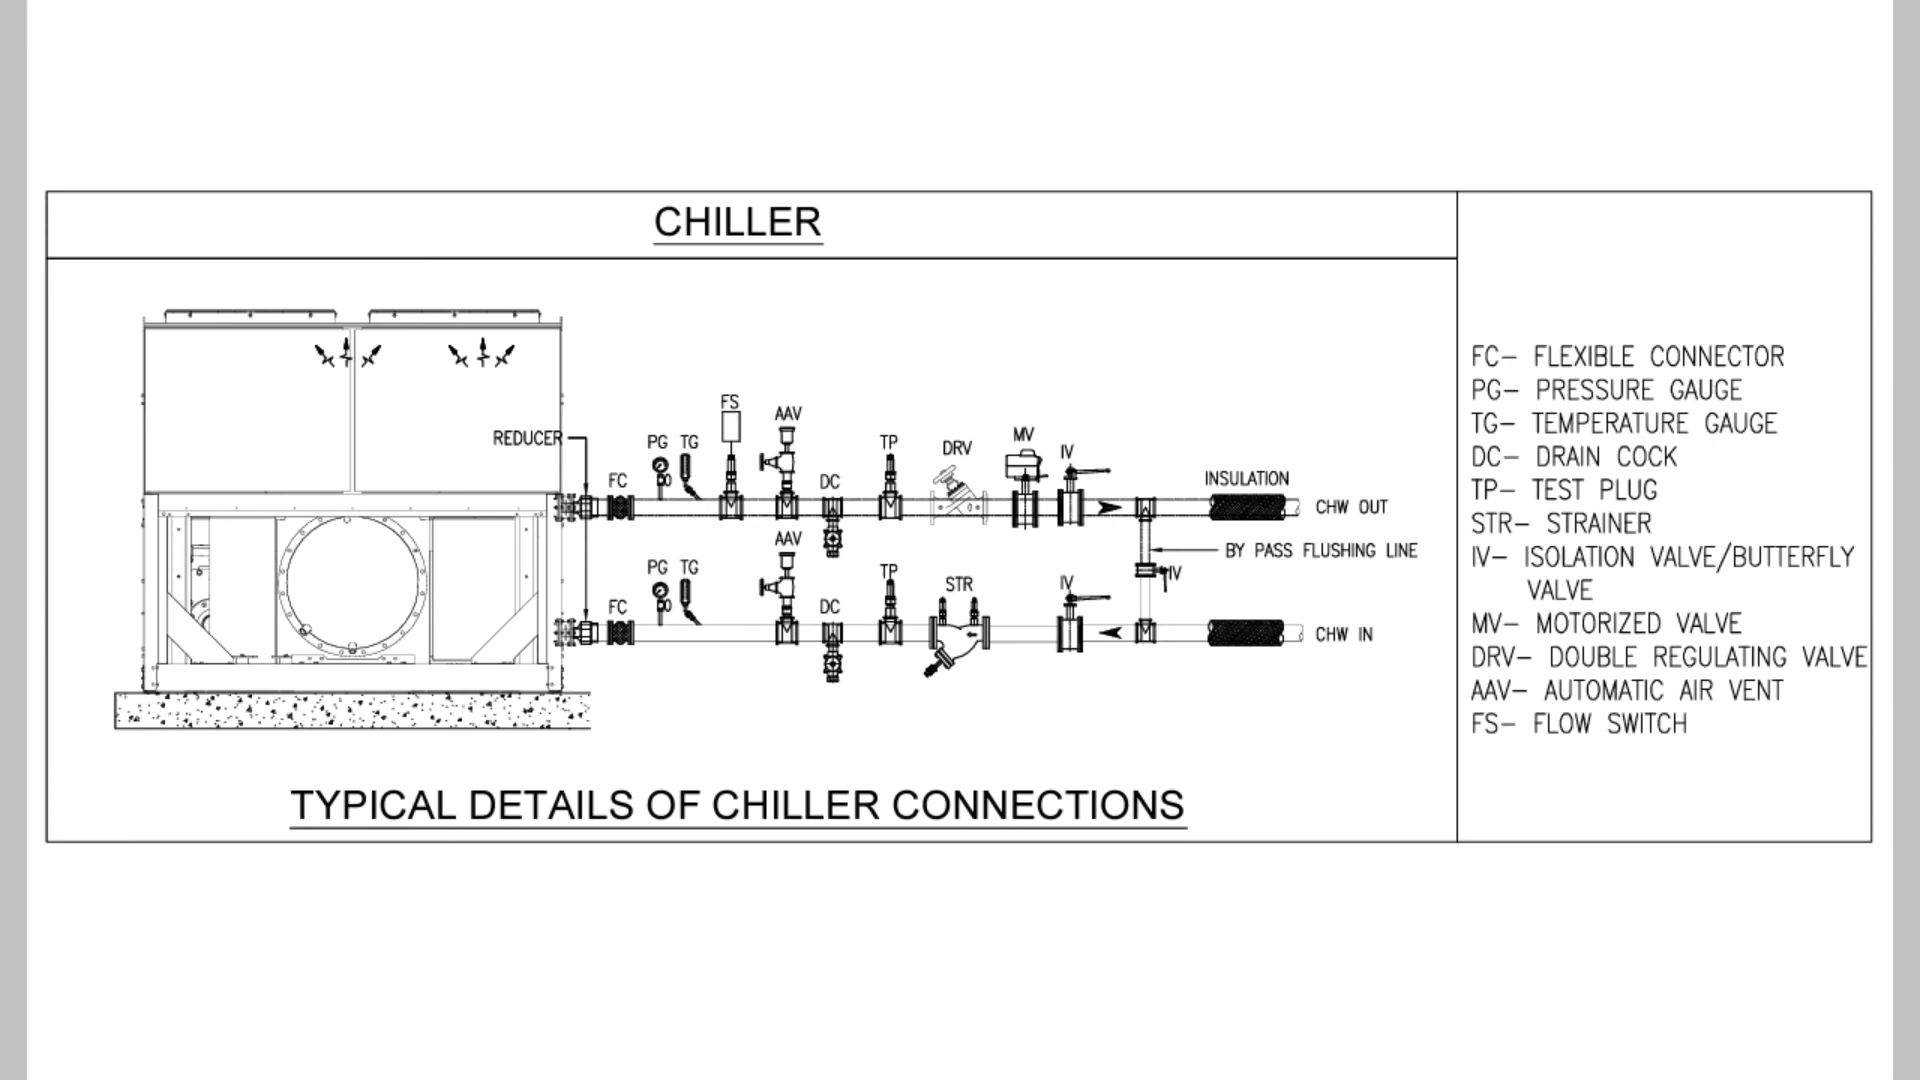 CHILLER
REDUCER
FC
PG
TG
FS
AAV
DC
TP
DRV
MV
IV
INSULATION
CHW OUT
BY PASS FLUSHING LINE
IV
FC
PG
TG
AAV
DC
TP
STR
IV
CHW IN
TYPICAL DETAILS OF CHILLER CONNECTIONS
FC– FLEXIBLE CONNECTOR
PG– PRESSURE GAUGE
TG– TEMPERATURE GAUGE
DC– DRAIN COCK
TP– TEST PLUG
STR– STRAINER
IV– ISOLATION VALVE/BUTTERFLY
VALVE
MV– MOTORIZED VALVE
DRV– DOUBLE REGULATING VALVE
AAV– AUTOMATIC AIR VENT
FS– FLOW SWITCH